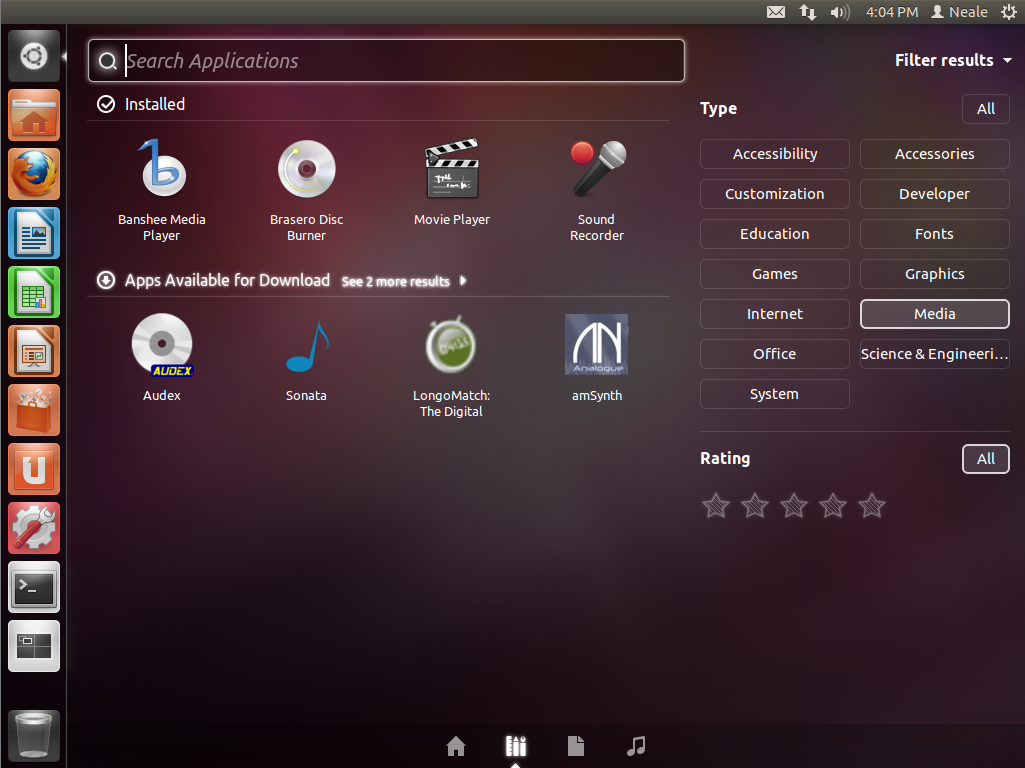 4:04 PM Neale
Search Applications
Filter results
Installed
Banshee Media
Player
Brasero Disc
Burner
Movie Player
Sound
Recorder
Apps Available for Download See 2 more results
AUDEX
Audex
Sonata
LongoMatch:
The Digital
AN
Analogue
amSynth
Type All
Accessibility Accessories
Customization Developer
Education Fonts
Games Graphics
Internet Media
Office Science & Engineeri...
System
Rating All